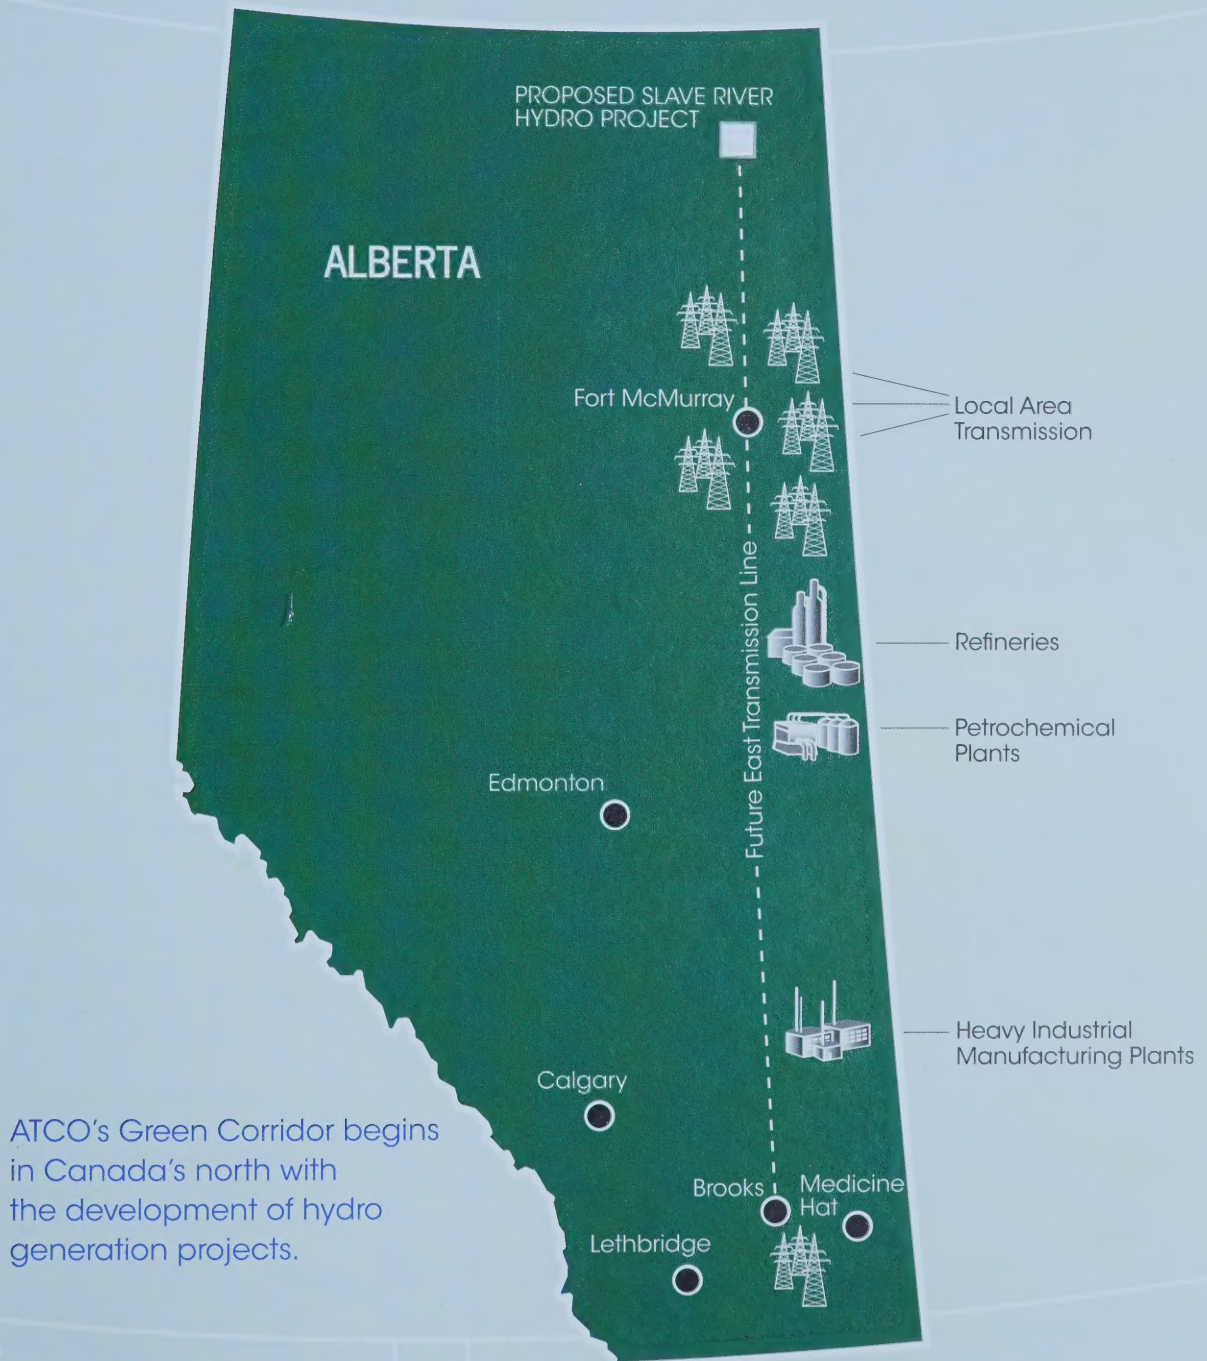 PROPOSED SLAVE RIVER
HYDRO PROJECT
ALBERTA
Fort McMurray
Local Area
Transmission
Future East Transmission Line
Refineries
Petrochemical
Plants
Edmonton
Heavy Industrial
Manufacturing Plants
Calgary
ATCO's Green Corridor begins
in Canada's north with
the development of hydro
generation projects.
Brooks
Medicine
Hat
Lethbridge